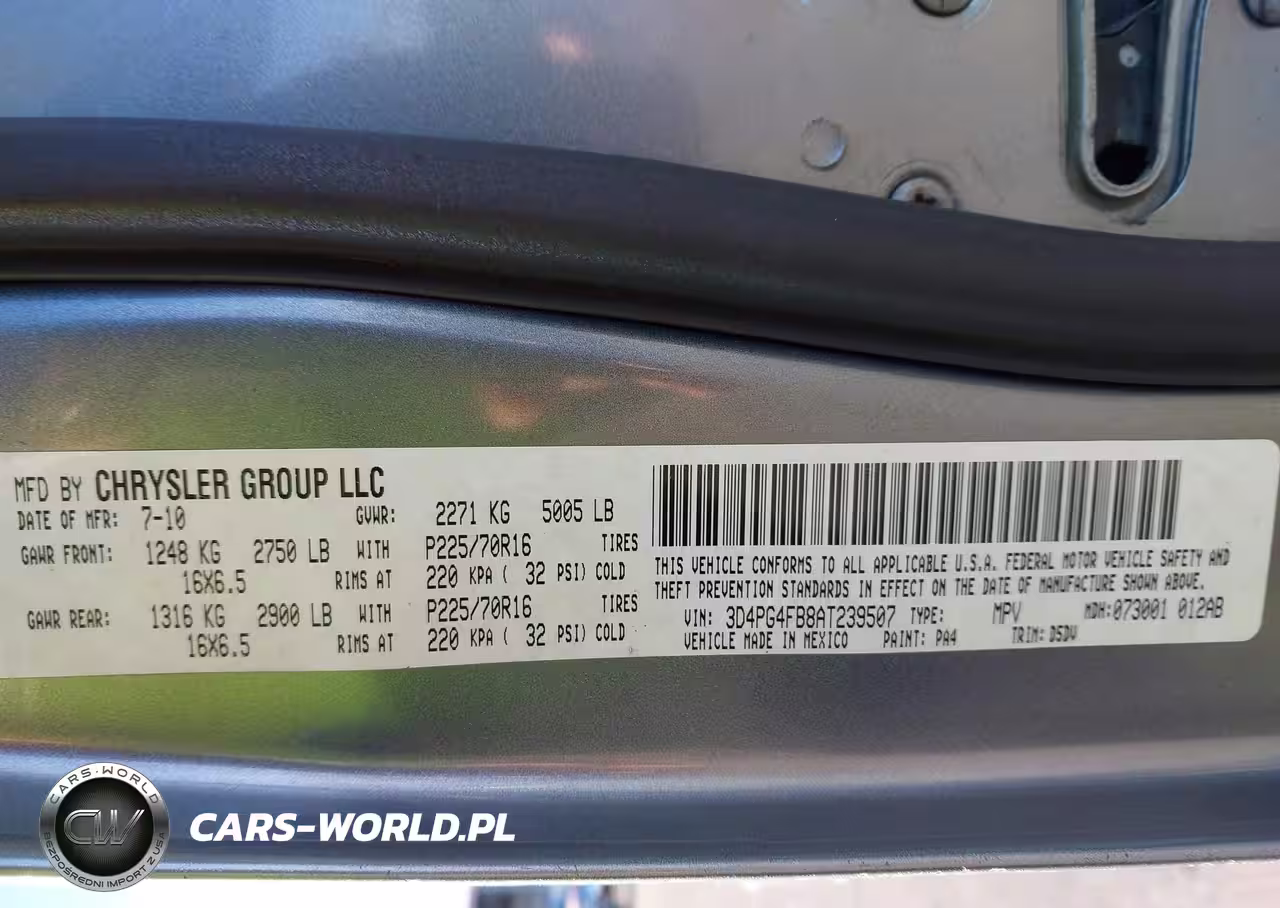 MFD BY CHRYSLER GROUP LLC
DATE OF MFR: 7-10 GVWR: 2271 KG 5005 LB
GAWR FRONT: 1248 KG 2750 LB WITH P225/70R16 TIRES
16X6.5 RIMS AT 220 KPA ( 32 PSI) COLD
GAWR REAR: 1316 KG 2900 LB WITH P225/70R16 TIRES
16X6.5 RIMS AT 220 KPA ( 32 PSI) COLD
THIS VEHICLE CONFORMS TO ALL APPLICABLE U.S.A. FEDERAL MOTOR VEHICLE SAFETY AND
THEFT PREVENTION STANDARDS IN EFFECT ON THE DATE OF MANUFACTURE SHOWN ABOVE.
VIN: 3D4PG4FB8AT239507 TYPE: MPV MDH:073001 012AB
VEHICLE MADE IN MEXICO PAINT: PA4 TRIM: D5DV
CARS-WORLD
CW
BEZPOŚREDNI IMPORT Z USA
CARS-WORLD.PL